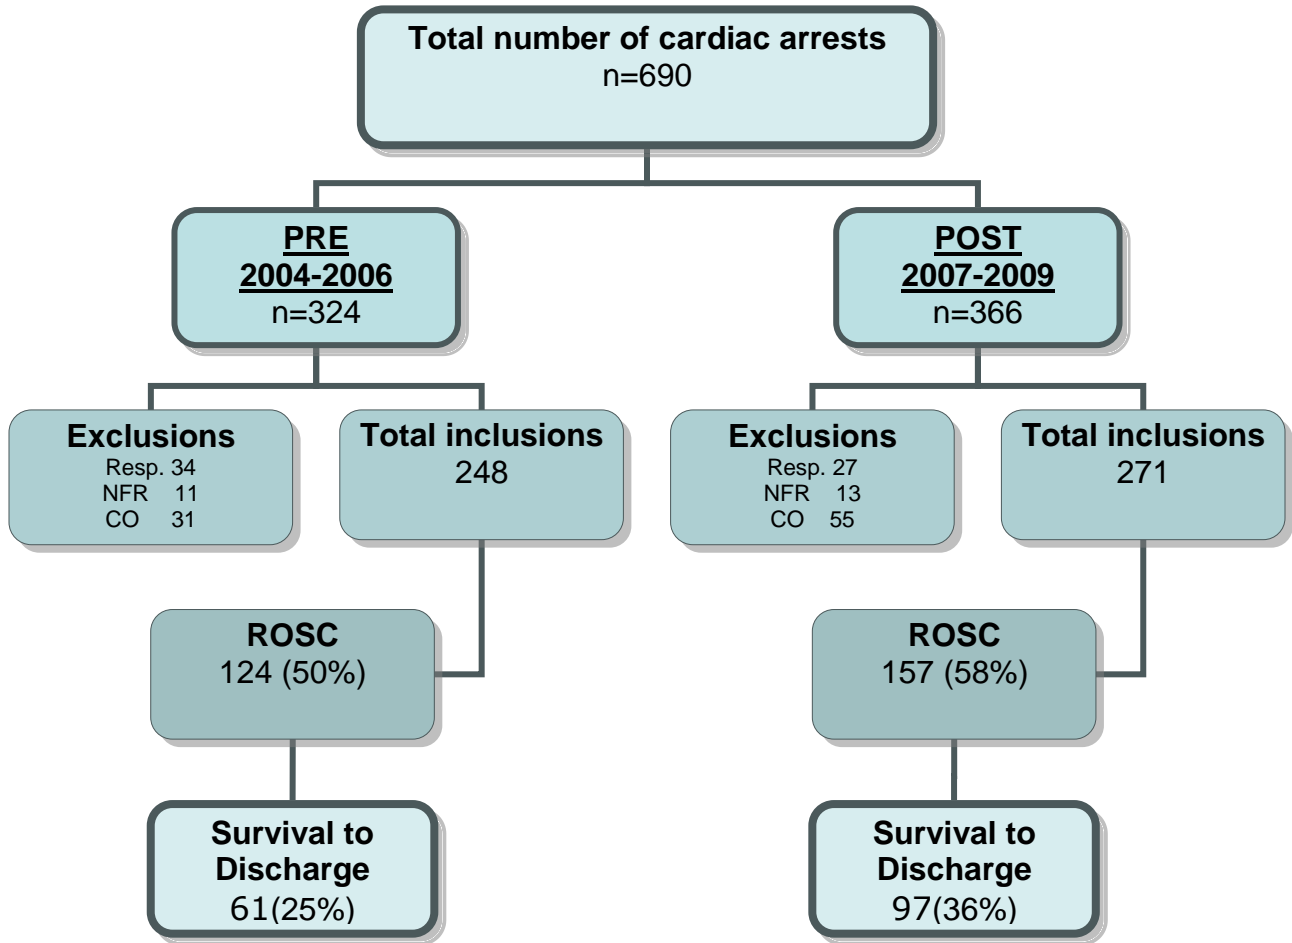 Total number of cardiac arrests
n=690
PRE
2004-2006
n=324
POST
2007-2009
n=366
Exclusions
Resp. 34
NFR 11
CO 31
Total inclusions
248
Exclusions
Resp. 27
NFR 13
CO 55
Total inclusions
271
ROSC
124 (50%)
ROSC
157 (58%)
Survival to
Discharge
61(25%)
Survival to
Discharge
97(36%)